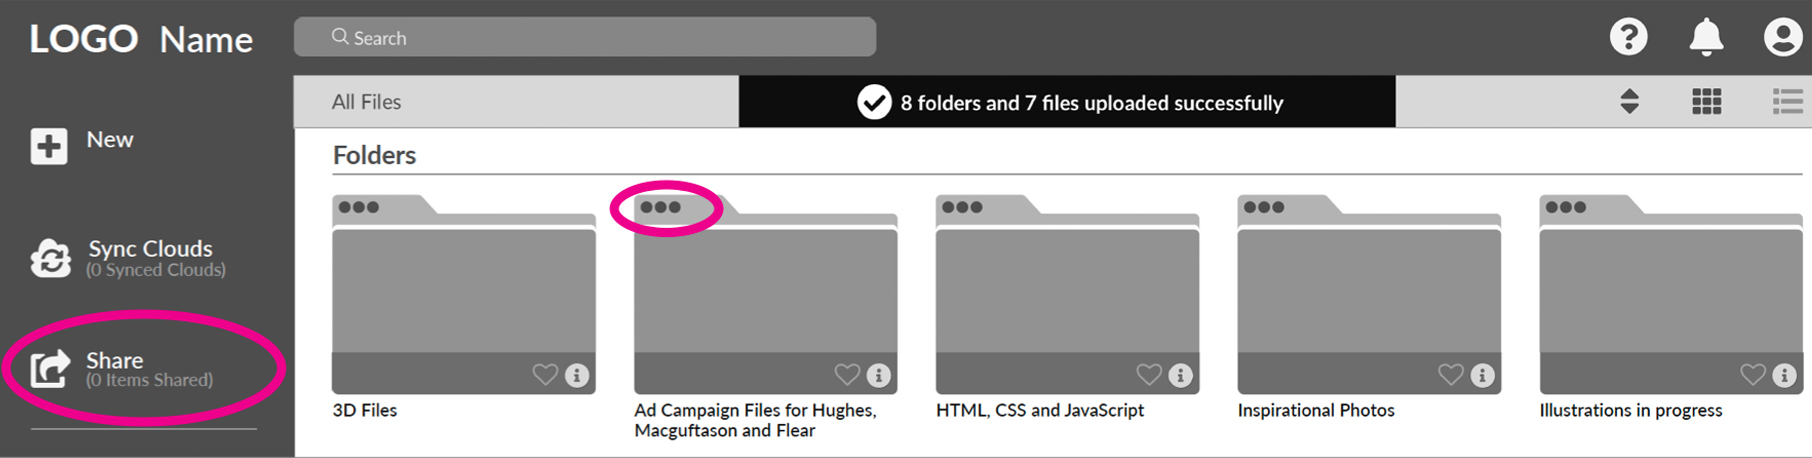 LOGO Name
Search
All Files
8 folders and 7 files uploaded successfully
New
Sync Clouds
(0 Synced Clouds)
Share
(0 Items Shared)
Folders
3D Files
Ad Campaign Files for Hughes,
Macguftason and Flear
HTML, CSS and JavaScript
Inspirational Photos
Illustrations in progress